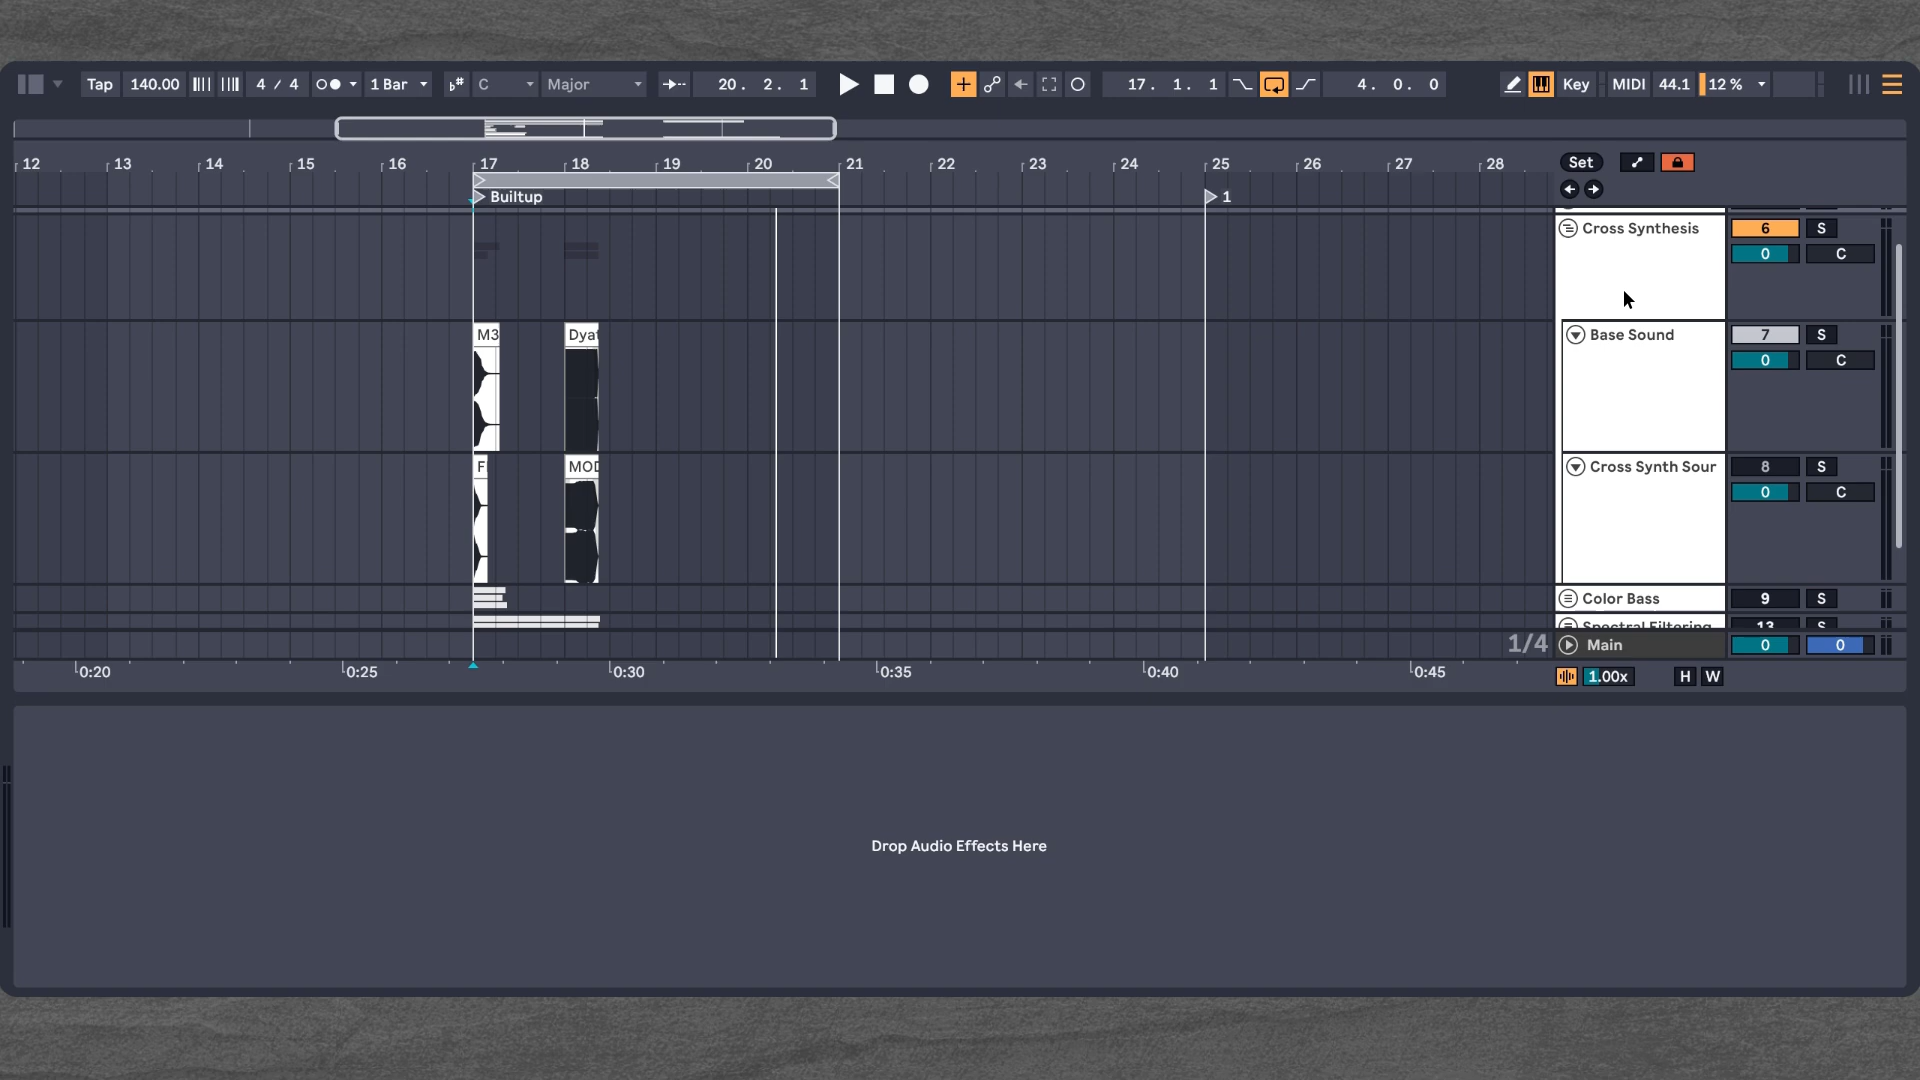 Tap 140.00 4 / 4 1 Bar C Major 20. 2. 1 17. 1. 1 4. 0. 0 Key MIDI 44.1 12 %
12 13 14 15 16 17 18 19 20 21 22 23 24 25 26 27 28 Set
Builtup 1
Cross Synthesis 6 S
0 C
M3 Dya Base Sound 7 S
0 C
F MOD Cross Synth Sour 8 S
0 C
Color Bass 9 S
Spectral Filtering 13 S
1/4 Main 0 0
0:20 0:25 0:30 0:35 0:40 0:45 1.00x H W
Drop Audio Effects Here